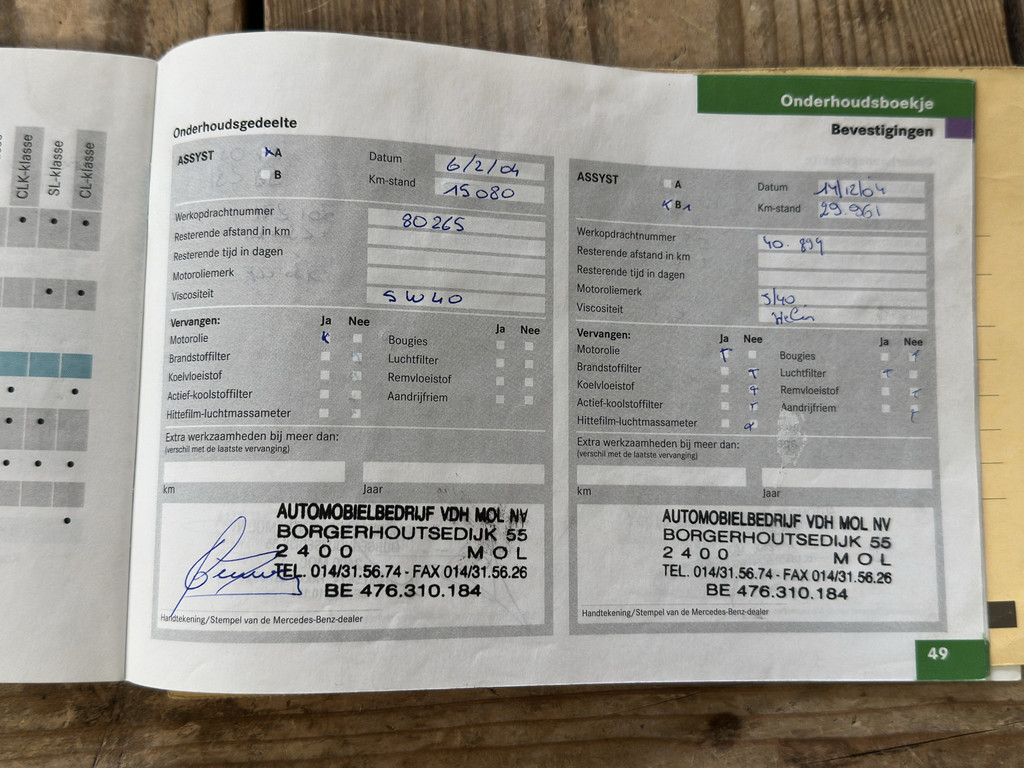 CLK-klasse
SL-klasse
CL-klasse
Onderhoudsboekje
Bevestigingen
Onderhoudsgedeelte
ASSYST
A
B
Datum 6/2/04
Km-stand 15080
Werkopdrachtnummer 80265
Resterende afstand in km
Resterende tijd in dagen
Motoroliemerk
Viscositeit 5W40
Vervangen: Ja Nee Ja Nee
Motorolie Bougies
Brandstoffilter Luchtfilter
Koelvloeistof Remvloeistof
Actief-koolstoffilter Aandrijfriem
Hittefilm-luchtmassameter
Extra werkzaamheden bij meer dan:
(verschil met de laatste vervanging)
km Jaar
AUTOMOBIELBEDRIJF VDH MOL NV
BORGERHOUTSEDIJK 55
2400 MOL
TEL. 014/31.56.74 - FAX 014/31.56.26
BE 476.310.184
Handtekening/Stempel van de Mercedes-Benz-dealer
ASSYST
A
B
Datum 14/12/04
Km-stand 29.961
Werkopdrachtnummer 40.899
Resterende afstand in km
Resterende tijd in dagen
Motoroliemerk
Viscositeit 5/40
Vervangen: Ja Nee Ja Nee
Motorolie Bougies
Brandstoffilter Luchtfilter
Koelvloeistof Remvloeistof
Actief-koolstoffilter Aandrijfriem
Hittefilm-luchtmassameter
Extra werkzaamheden bij meer dan:
(verschil met de laatste vervanging)
km Jaar
AUTOMOBIELBEDRIJF VDH MOL NV
BORGERHOUTSEDIJK 55
2400 MOL
TEL. 014/31.56.74 - FAX 014/31.56.26
BE 476.310.184
Handtekening/Stempel van de Mercedes-Benz-dealer
49